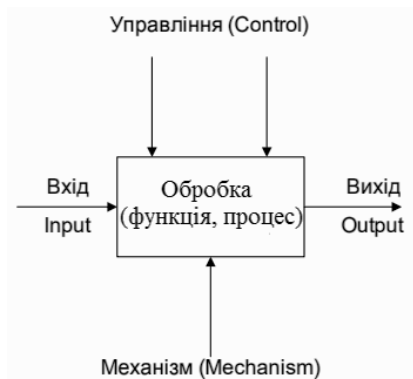 Управління (Control)
Вхід
Input
Обробка
(функція, процес)
Вихід
Output
Механізм (Mechanism)